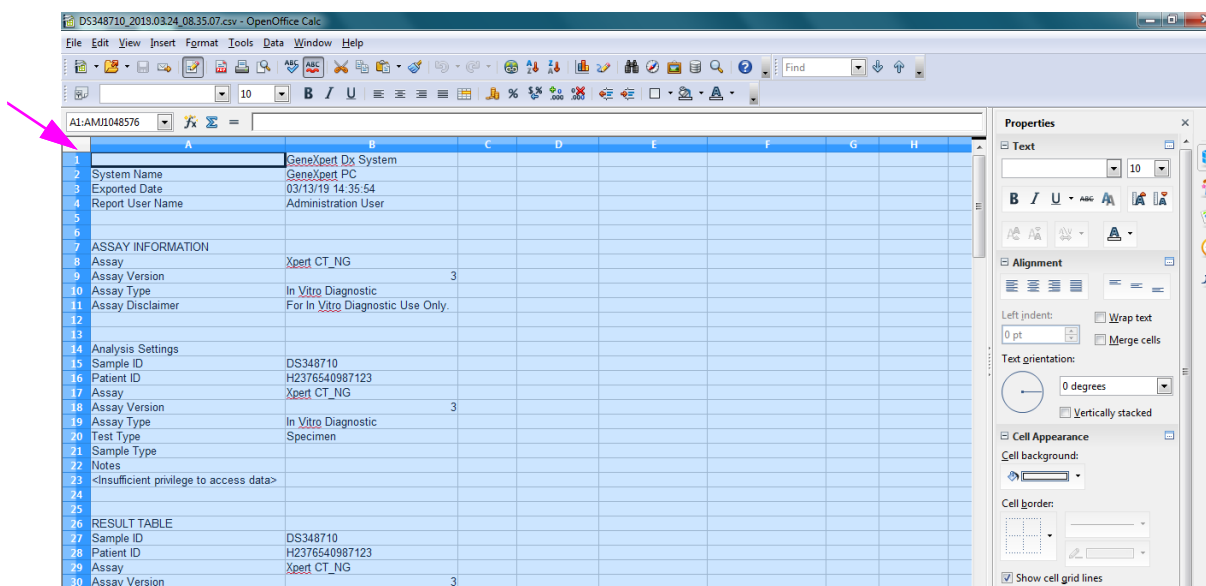 DS348710_2019.03.24_08.35.07.csv - OpenOffice Calc
File Edit View Insert Format Tools Data Window Help
Find
10 B I U
A1:AMJ1048576 fx Σ =
A B C D E F G H
1 GeneXpert Dx System
2 System Name GeneXpert PC
3 Exported Date 03/13/19 14:35:54
4 Report User Name Administration User
5
6
7 ASSAY INFORMATION
8 Assay Xpert CT_NG
9 Assay Version 3
10 Assay Type In Vitro Diagnostic
11 Assay Disclaimer For In Vitro Diagnostic Use Only.
12
13
14 Analysis Settings
15 Sample ID DS348710
16 Patient ID H2376540987123
17 Assay Xpert CT_NG
18 Assay Version 3
19 Assay Type In Vitro Diagnostic
20 Test Type Specimen
21 Sample Type
22 Notes
23 <Insufficient privilege to access data>
24
25
26 RESULT TABLE
27 Sample ID DS348710
28 Patient ID H2376540987123
29 Assay Xpert CT_NG
30 Assay Version 3
Properties
Text
10
B I U ABC
Alignment
Left indent:
Wrap text
0 pt
Merge cells
Text orientation:
0 degrees
Vertically stacked
Cell Appearance
Cell background:
Cell border:
Show cell grid lines